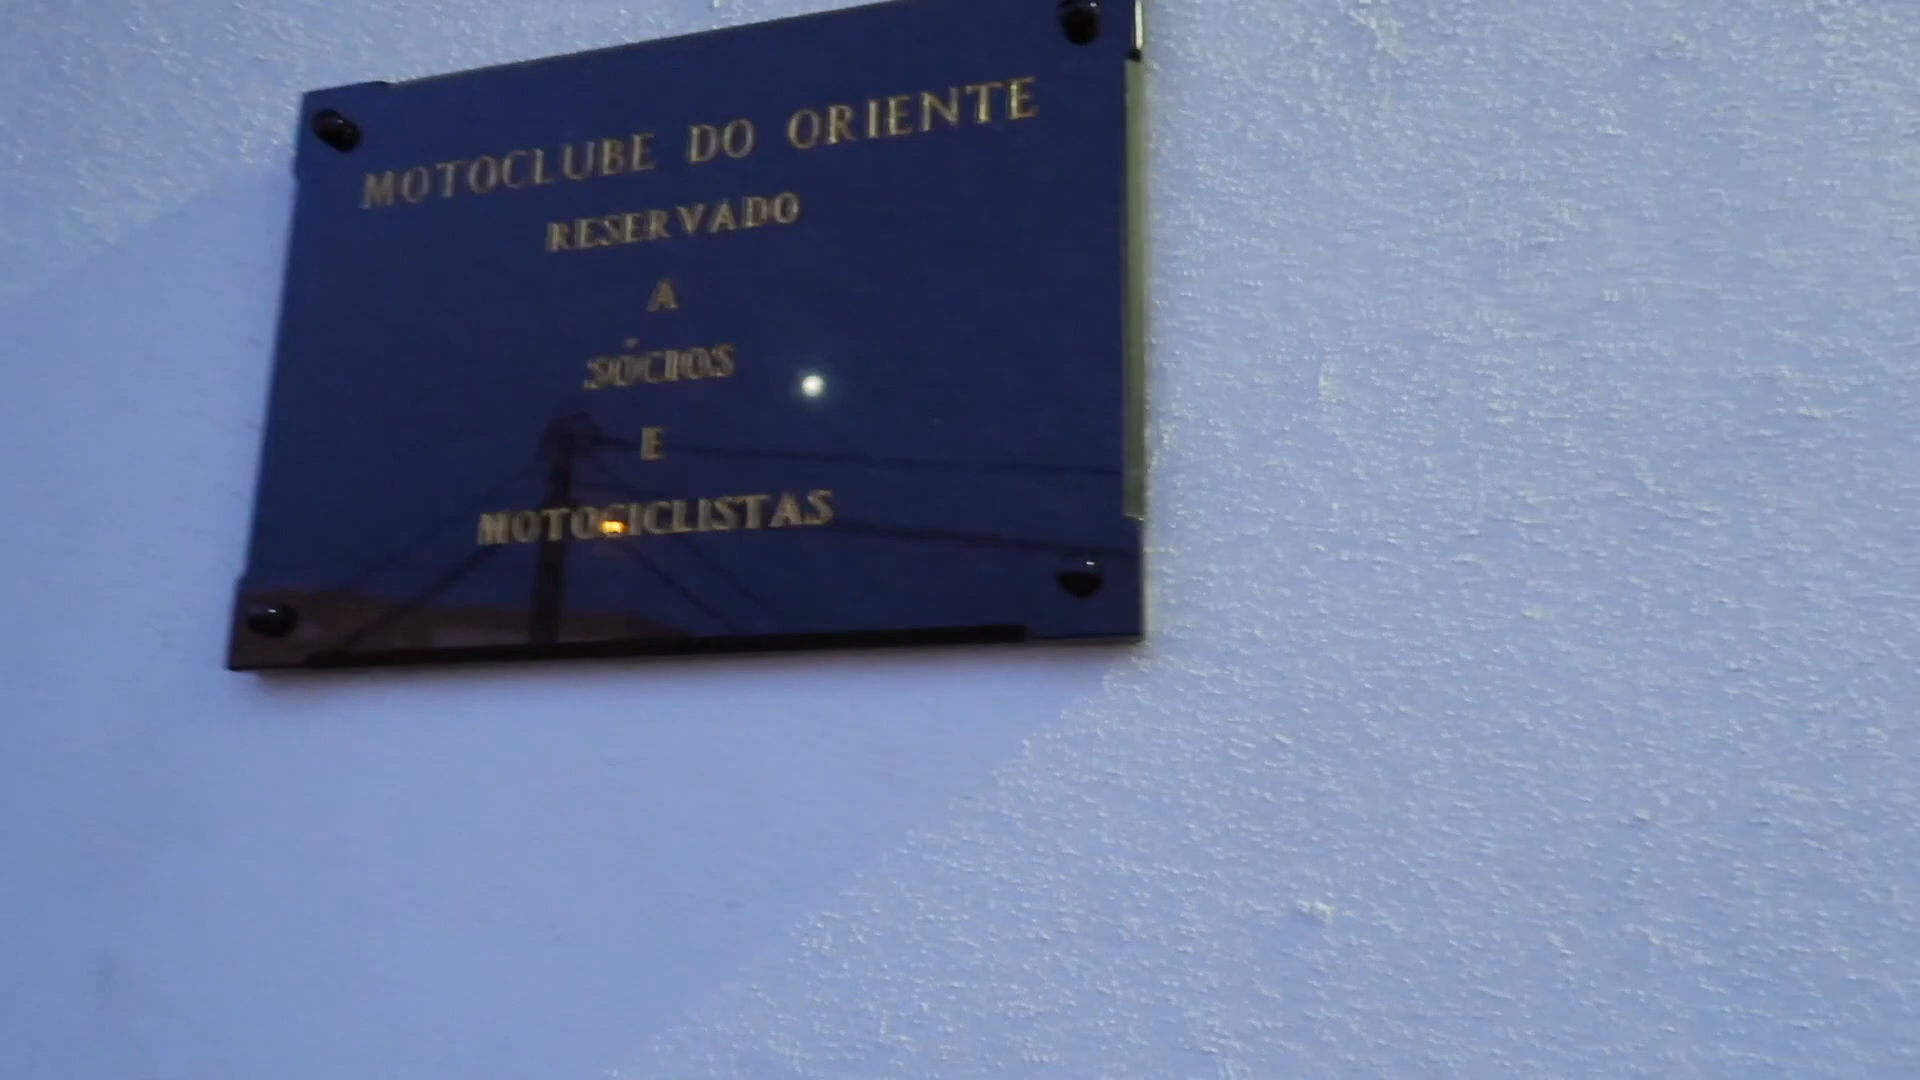 MOTOCLUBE DO ORIENTE
RESERVADO
A
SÓCIOS
E
MOTOCICLISTAS